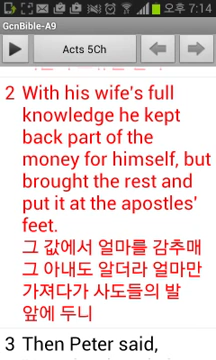 오후 7:14
GcnBible-A9
Acts 5Ch
2 With his wife's full
knowledge he kept
back part of the
money for himself, but
brought the rest and
put it at the apostles'
feet.
그 값에서 얼마를 감추매
그 아내도 알더라 얼마만
가져다가 사도들의 발
앞에 두니
3 Then Peter said,